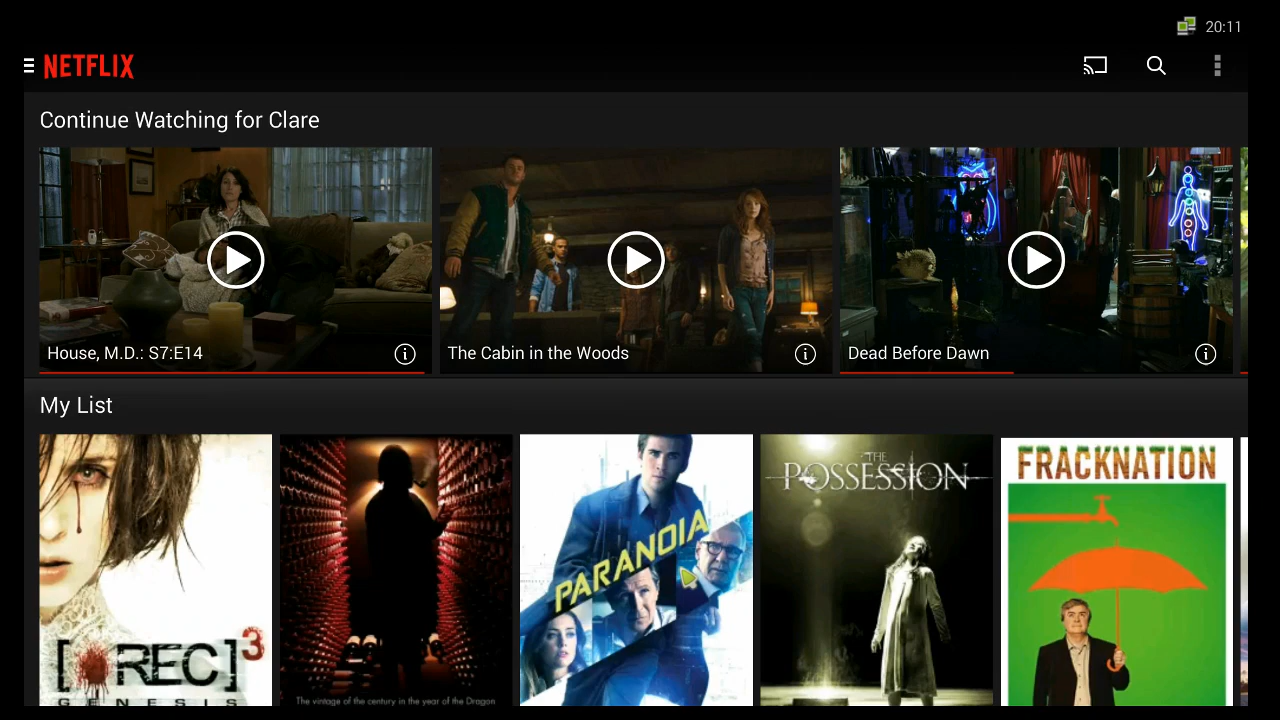 20:11
NETFLIX
Continue Watching for Clare
House, M.D.: S7:E14
The Cabin in the Woods
Dead Before Dawn
My List
[REC]3
GENESIS
The vintage of the century in the year of the Dragon
PARANOIA
THE
POSSESSION
FRACKNATION